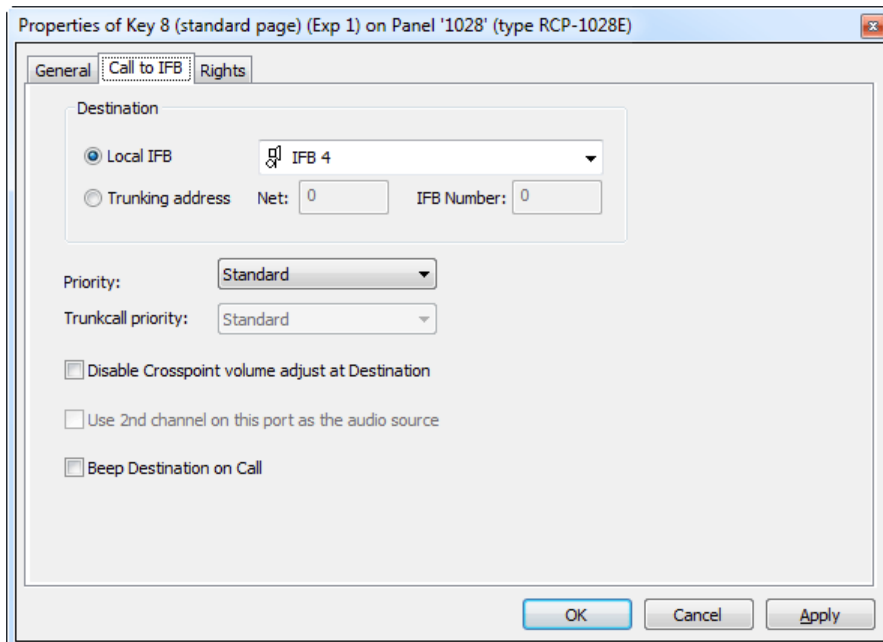 Properties of Key 8 (standard page) (Exp 1) on Panel '1028' (type RCP-1028E)
General Call to IFB Rights
Destination
Local IFB IFB 4
Trunking address Net: 0 IFB Number: 0
Priority: Standard
Trunkcall priority: Standard
Disable Crosspoint volume adjust at Destination
Use 2nd channel on this port as the audio source
Beep Destination on Call
OK Cancel Apply